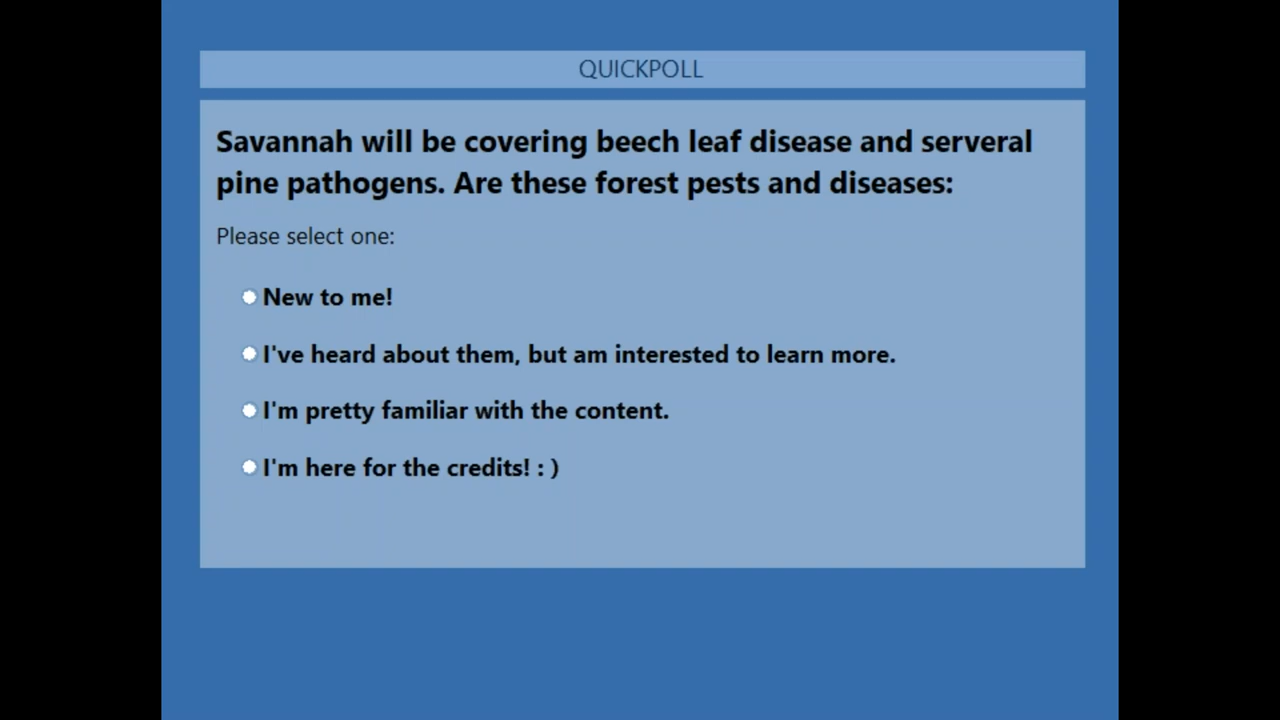 QUICKPOLL
Savannah will be covering beech leaf disease and serveral
pine pathogens. Are these forest pests and diseases:
Please select one:
New to me!
I've heard about them, but am interested to learn more.
I'm pretty familiar with the content.
I'm here for the credits! : )